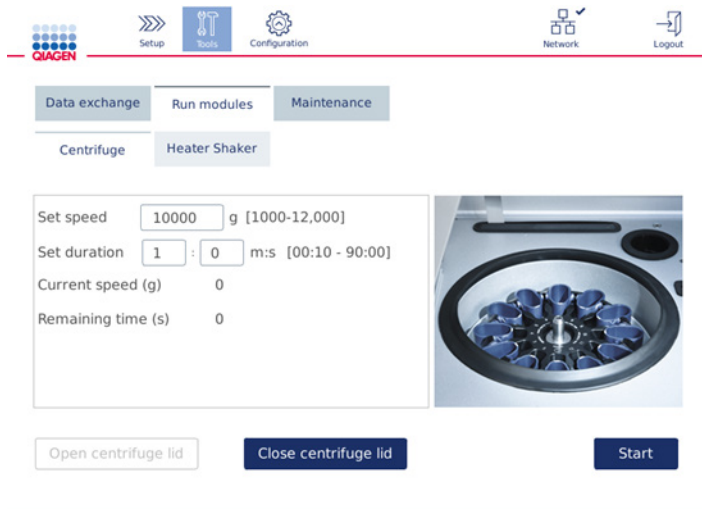 QIAGEN
Setup
Tools
Configuration
Network
Logout
Data exchange
Run modules
Maintenance
Centrifuge
Heater Shaker
Set speed 10000 g [1000-12,000]
Set duration 1 : 0 m:s [00:10 - 90:00]
Current speed (g) 0
Remaining time (s) 0
Open centrifuge lid
Close centrifuge lid
Start